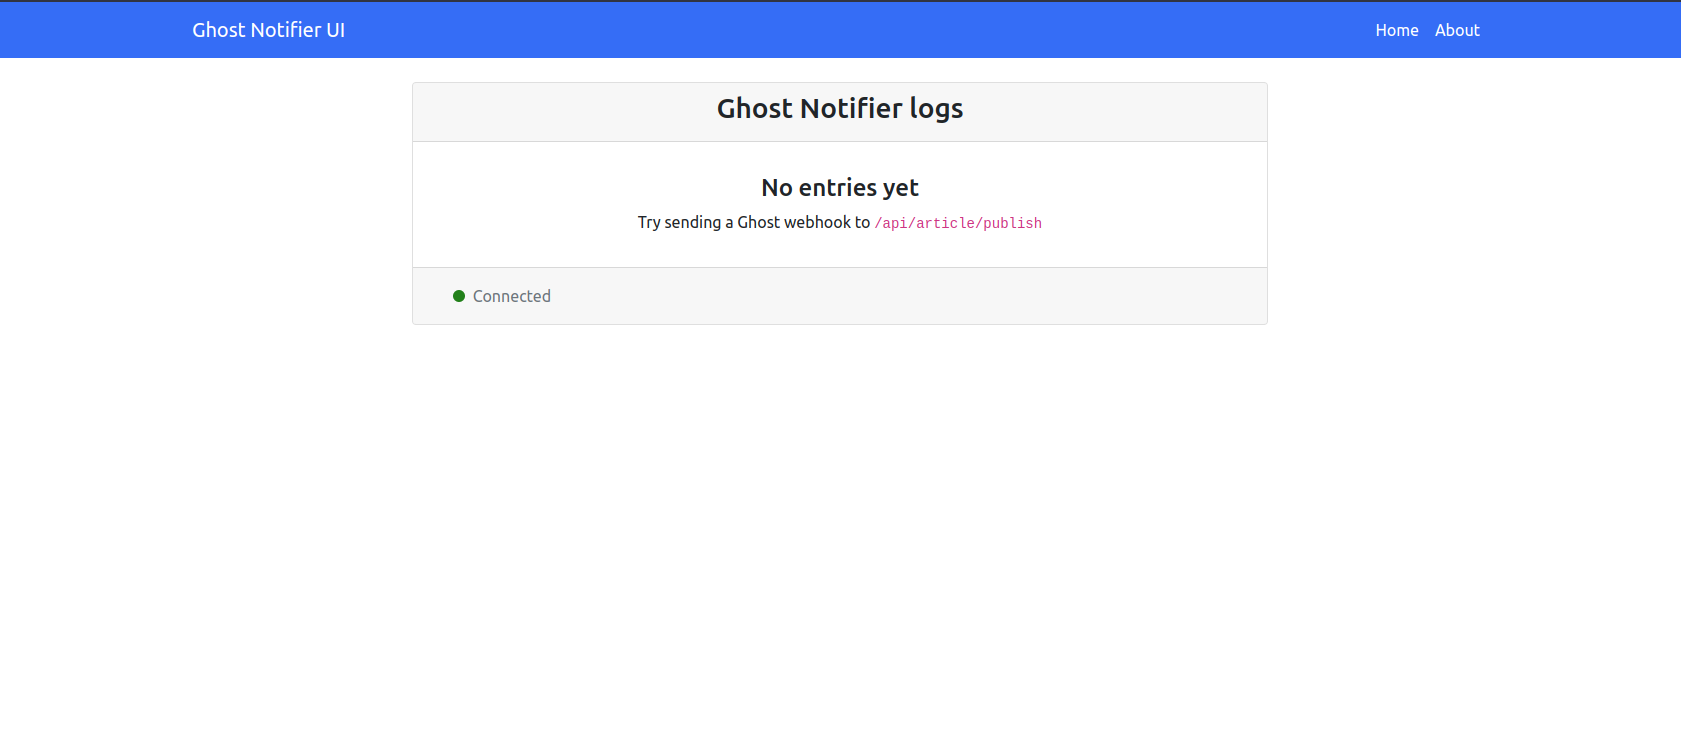 Ghost Notifier UI
Home About
Ghost Notifier logs
No entries yet
Try sending a Ghost webhook to /api/article/publish
Connected